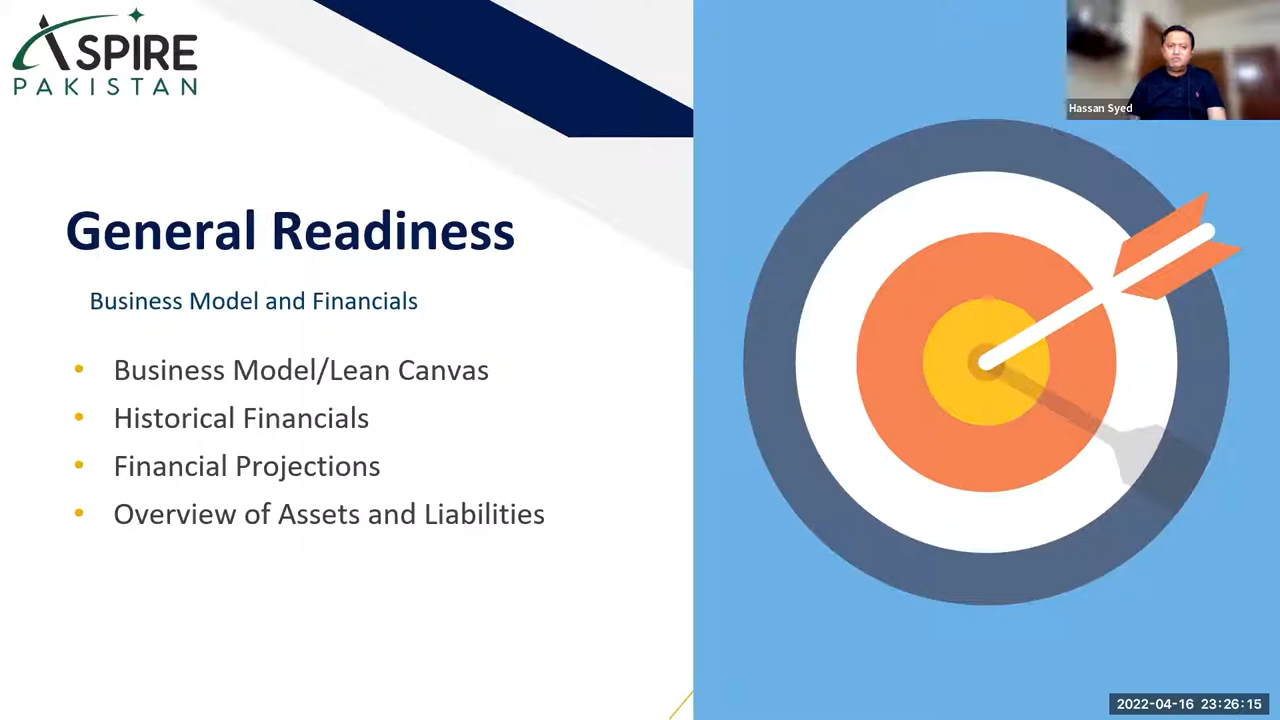 ASPIRE
PAKISTAN
Hassan Syed
General Readiness
Business Model and Financials
• Business Model/Lean Canvas
• Historical Financials
• Financial Projections
• Overview of Assets and Liabilities
2022-04-16 23:26:15